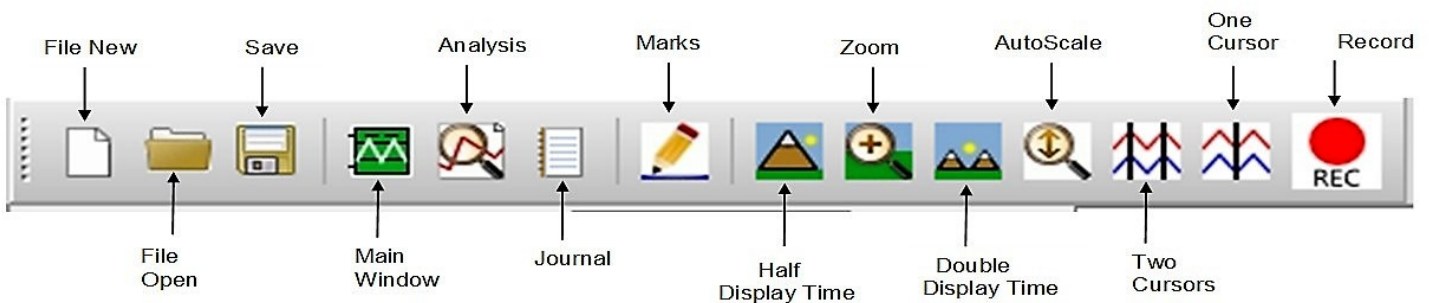 File New
Save
Analysis
Marks
Zoom
AutoScale
One
Cursor
Record
REC
File
Open
Main
Window
Journal
Half
Display Time
Double
Display Time
Two
Cursors